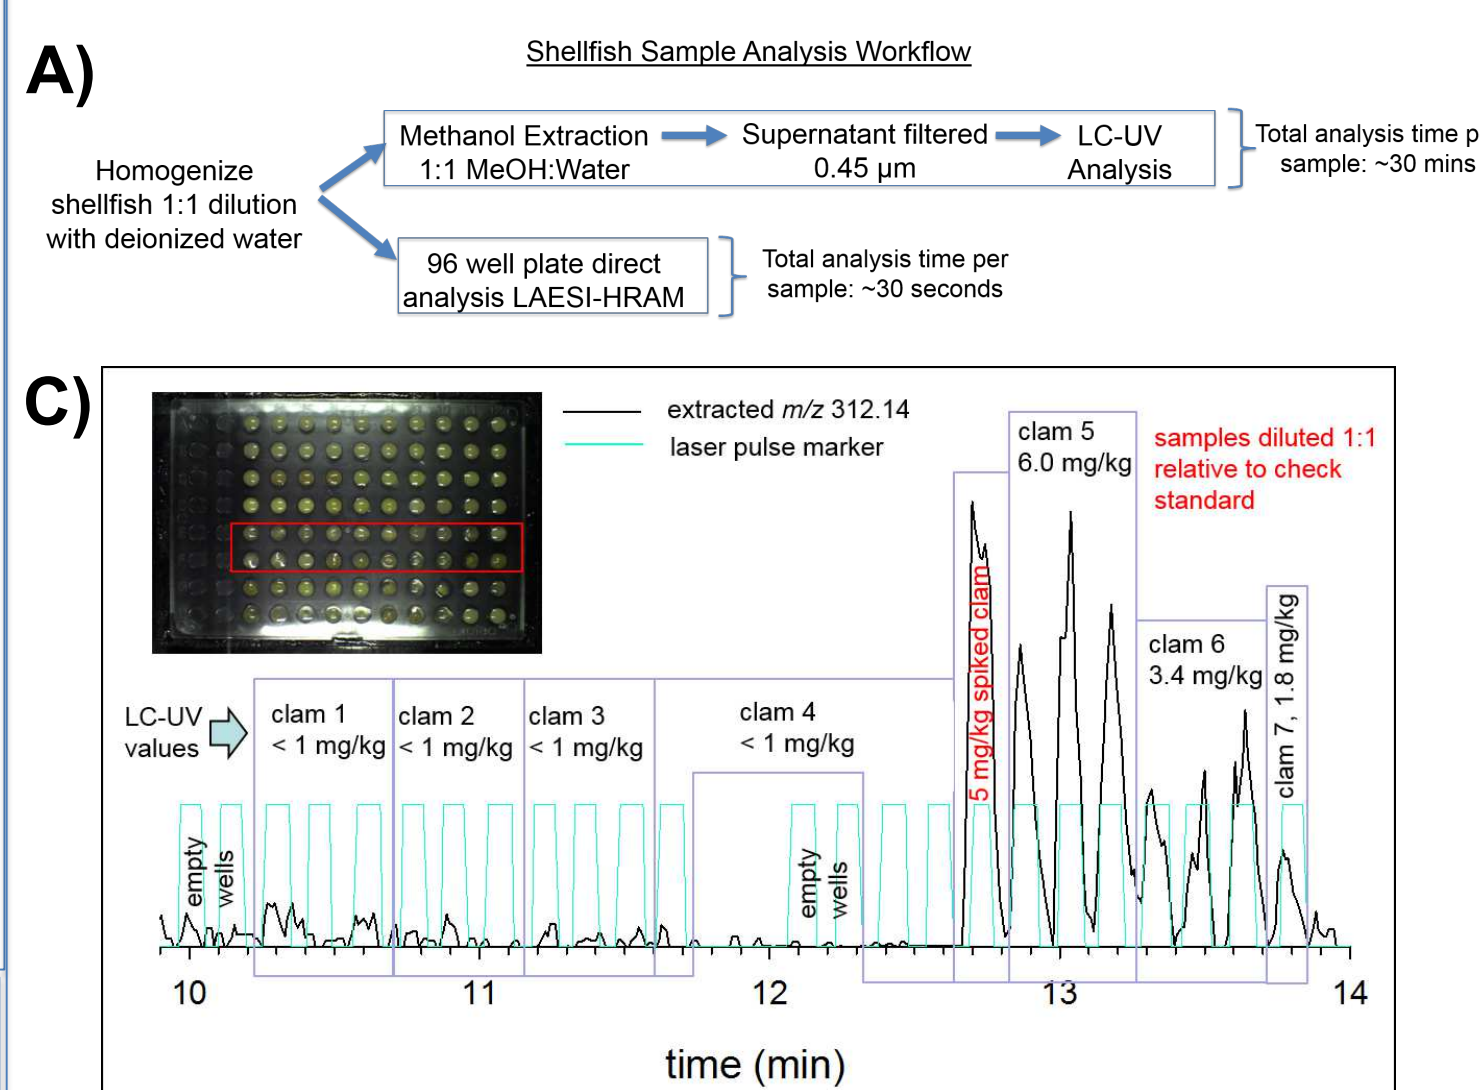 A)
Shellfish Sample Analysis Workflow
Homogenize
shellfish 1:1 dilution
with deionized water
Methanol Extraction
1:1 MeOH:Water
Supernatant filtered
0.45 µm
LC-UV
Analysis
Total analysis time p
sample: ~30 mins
96 well plate direct
analysis LAESI-HRAM
Total analysis time per
sample: ~30 seconds
C)
extracted m/z 312.14
laser pulse marker
clam 5
6.0 mg/kg
samples diluted 1:1
relative to check
standard
5 mg/kg spiked clam
clam 6
3.4 mg/kg
clam 7, 1.8 mg/kg
LC-UV
values
clam 1
< 1 mg/kg
clam 2
< 1 mg/kg
clam 3
< 1 mg/kg
clam 4
< 1 mg/kg
empty
wells
empty
wells
10
11
12
13
14
time (min)